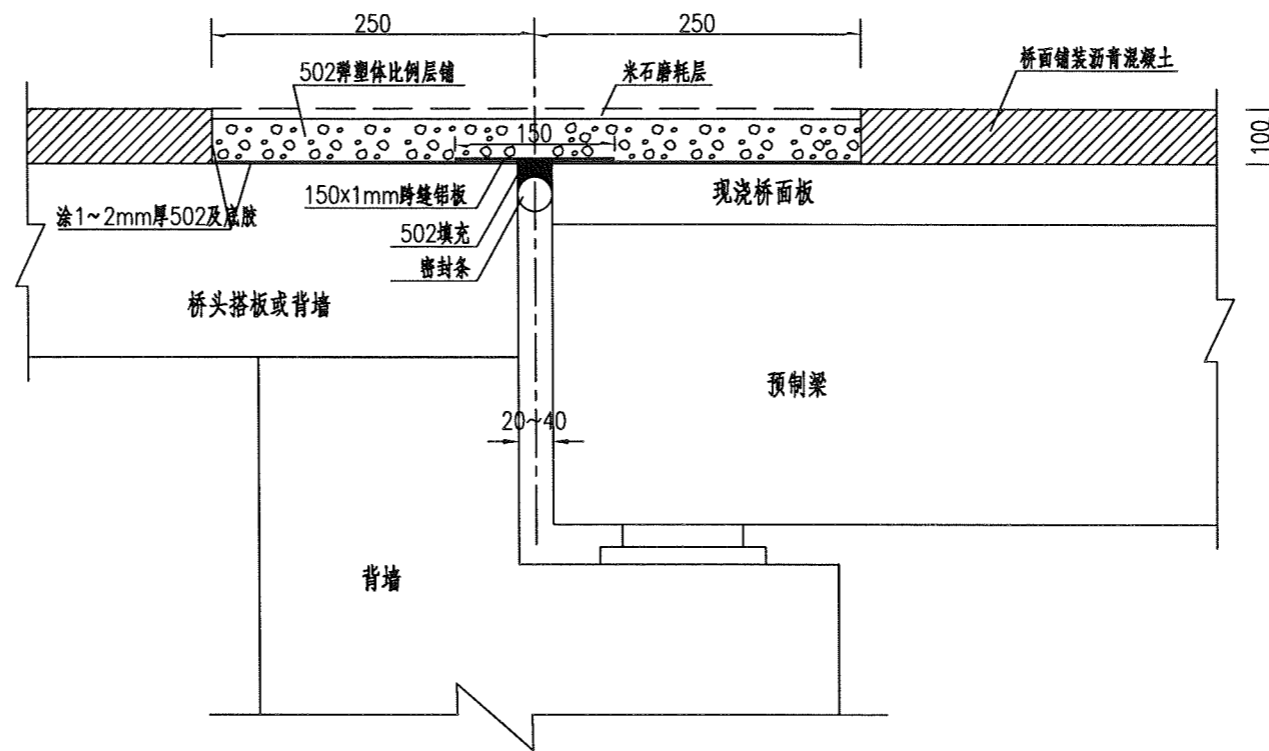 250
250
502弹塑体比例层铺
米石磨耗层
桥面铺装沥青混凝土
150
100
150x1mm跨缝铝板
现浇桥面板
涂1~2mm厚502及底胶
502填充
密封条
桥头搭板或背墙
预制梁
20~40
背墙